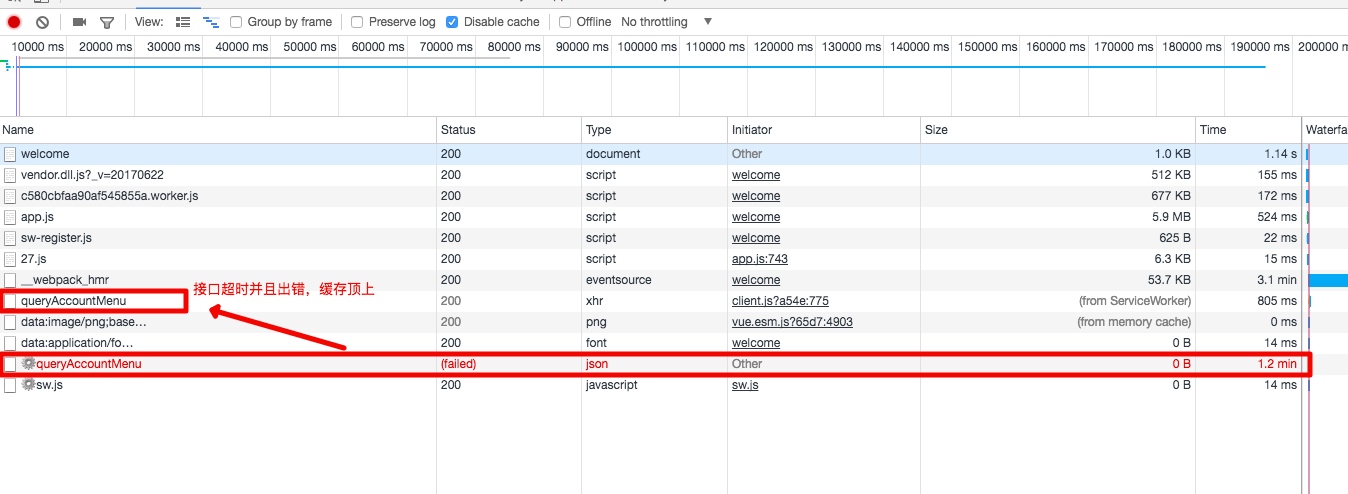 View: Group by frame Preserve log Disable cache Offline No throttling ▼
10000 ms 20000 ms 30000 ms 40000 ms 50000 ms 60000 ms 70000 ms 80000 ms 90000 ms 100000 ms 110000 ms 120000 ms 130000 ms 140000 ms 150000 ms 160000 ms 170000 ms 180000 ms 190000 ms 200000 m
Name Status Type Initiator Size Time Waterfa
welcome 200 document Other 1.0 KB 1.14 s
vendor.dll.js?_v=20170622 200 script welcome 512 KB 155 ms
c580cbfaa90af545855a.worker.js 200 script welcome 677 KB 172 ms
app.js 200 script welcome 5.9 MB 524 ms
sw-register.js 200 script welcome 625 B 22 ms
27.js 200 script app.js:743 6.3 KB 15 ms
__webpack_hmr 200 eventsource welcome 53.7 KB 3.1 min
接口超时并且出错，缓存顶上
queryAccountMenu 200 xhr client.js?a54e:775 (from ServiceWorker) 805 ms
data:image/png;base… 200 png vue.esm.js?65d7:4903 (from memory cache) 0 ms
data:application/fo… 200 font welcome 0 B 14 ms
queryAccountMenu (failed) json Other 0 B 1.2 min
sw.js 200 javascript sw.js 0 B 14 ms